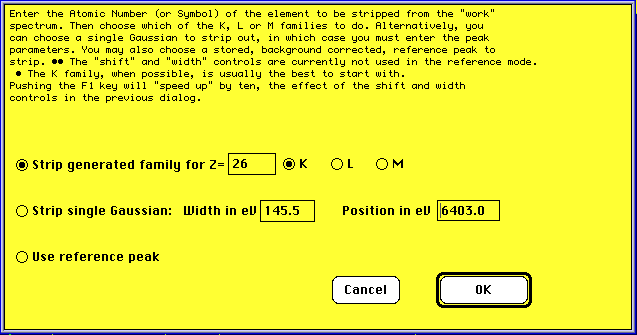 Enter the Atomic Number (or Symbol) of the element to be stripped from the "work"
spectrum. Then choose which of the K, L or M families to do. Alternatively, you
can choose a single Gaussian to strip out, in which case you must enter the peak
parameters. You may also choose a stored, background corrected, reference peak to
strip. ●● The "shift" and "width" controls are currently not used in the reference mode.
● The K family, when possible, is usually the best to start with.
Pushing the F1 key will "speed up" by ten, the effect of the shift and width
controls in the previous dialog.
Strip generated family for Z= 26 K L M
Strip single Gaussian: Width in eV 145.5 Position in eV 6403.0
Use reference peak
Cancel OK